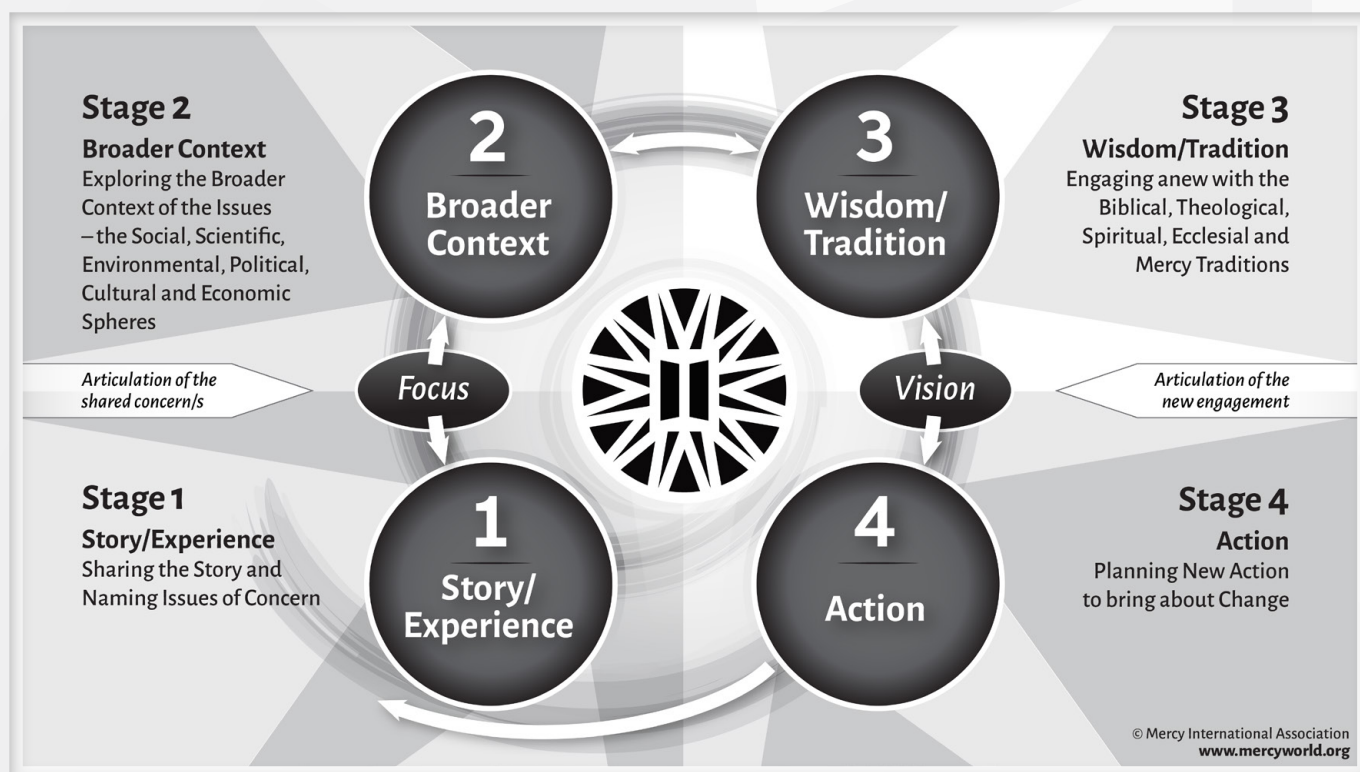 Stage 2
Broader Context
Exploring the Broader
Context of the Issues
– the Social, Scientific,
Environmental, Political,
Cultural and Economic
Spheres
2
Broader
Context
3
Wisdom/
Tradition
Stage 3
Wisdom/Tradition
Engaging anew with the
Biblical, Theological,
Spiritual, Ecclesial and
Mercy Traditions
Articulation of the
shared concern/s
Focus
Vision
Articulation of the
new engagement
Stage 1
Story/Experience
Sharing the Story and
Naming Issues of Concern
1
Story/
Experience
4
Action
Stage 4
Action
Planning New Action
to bring about Change
© Mercy International Association
www.mercyworld.org